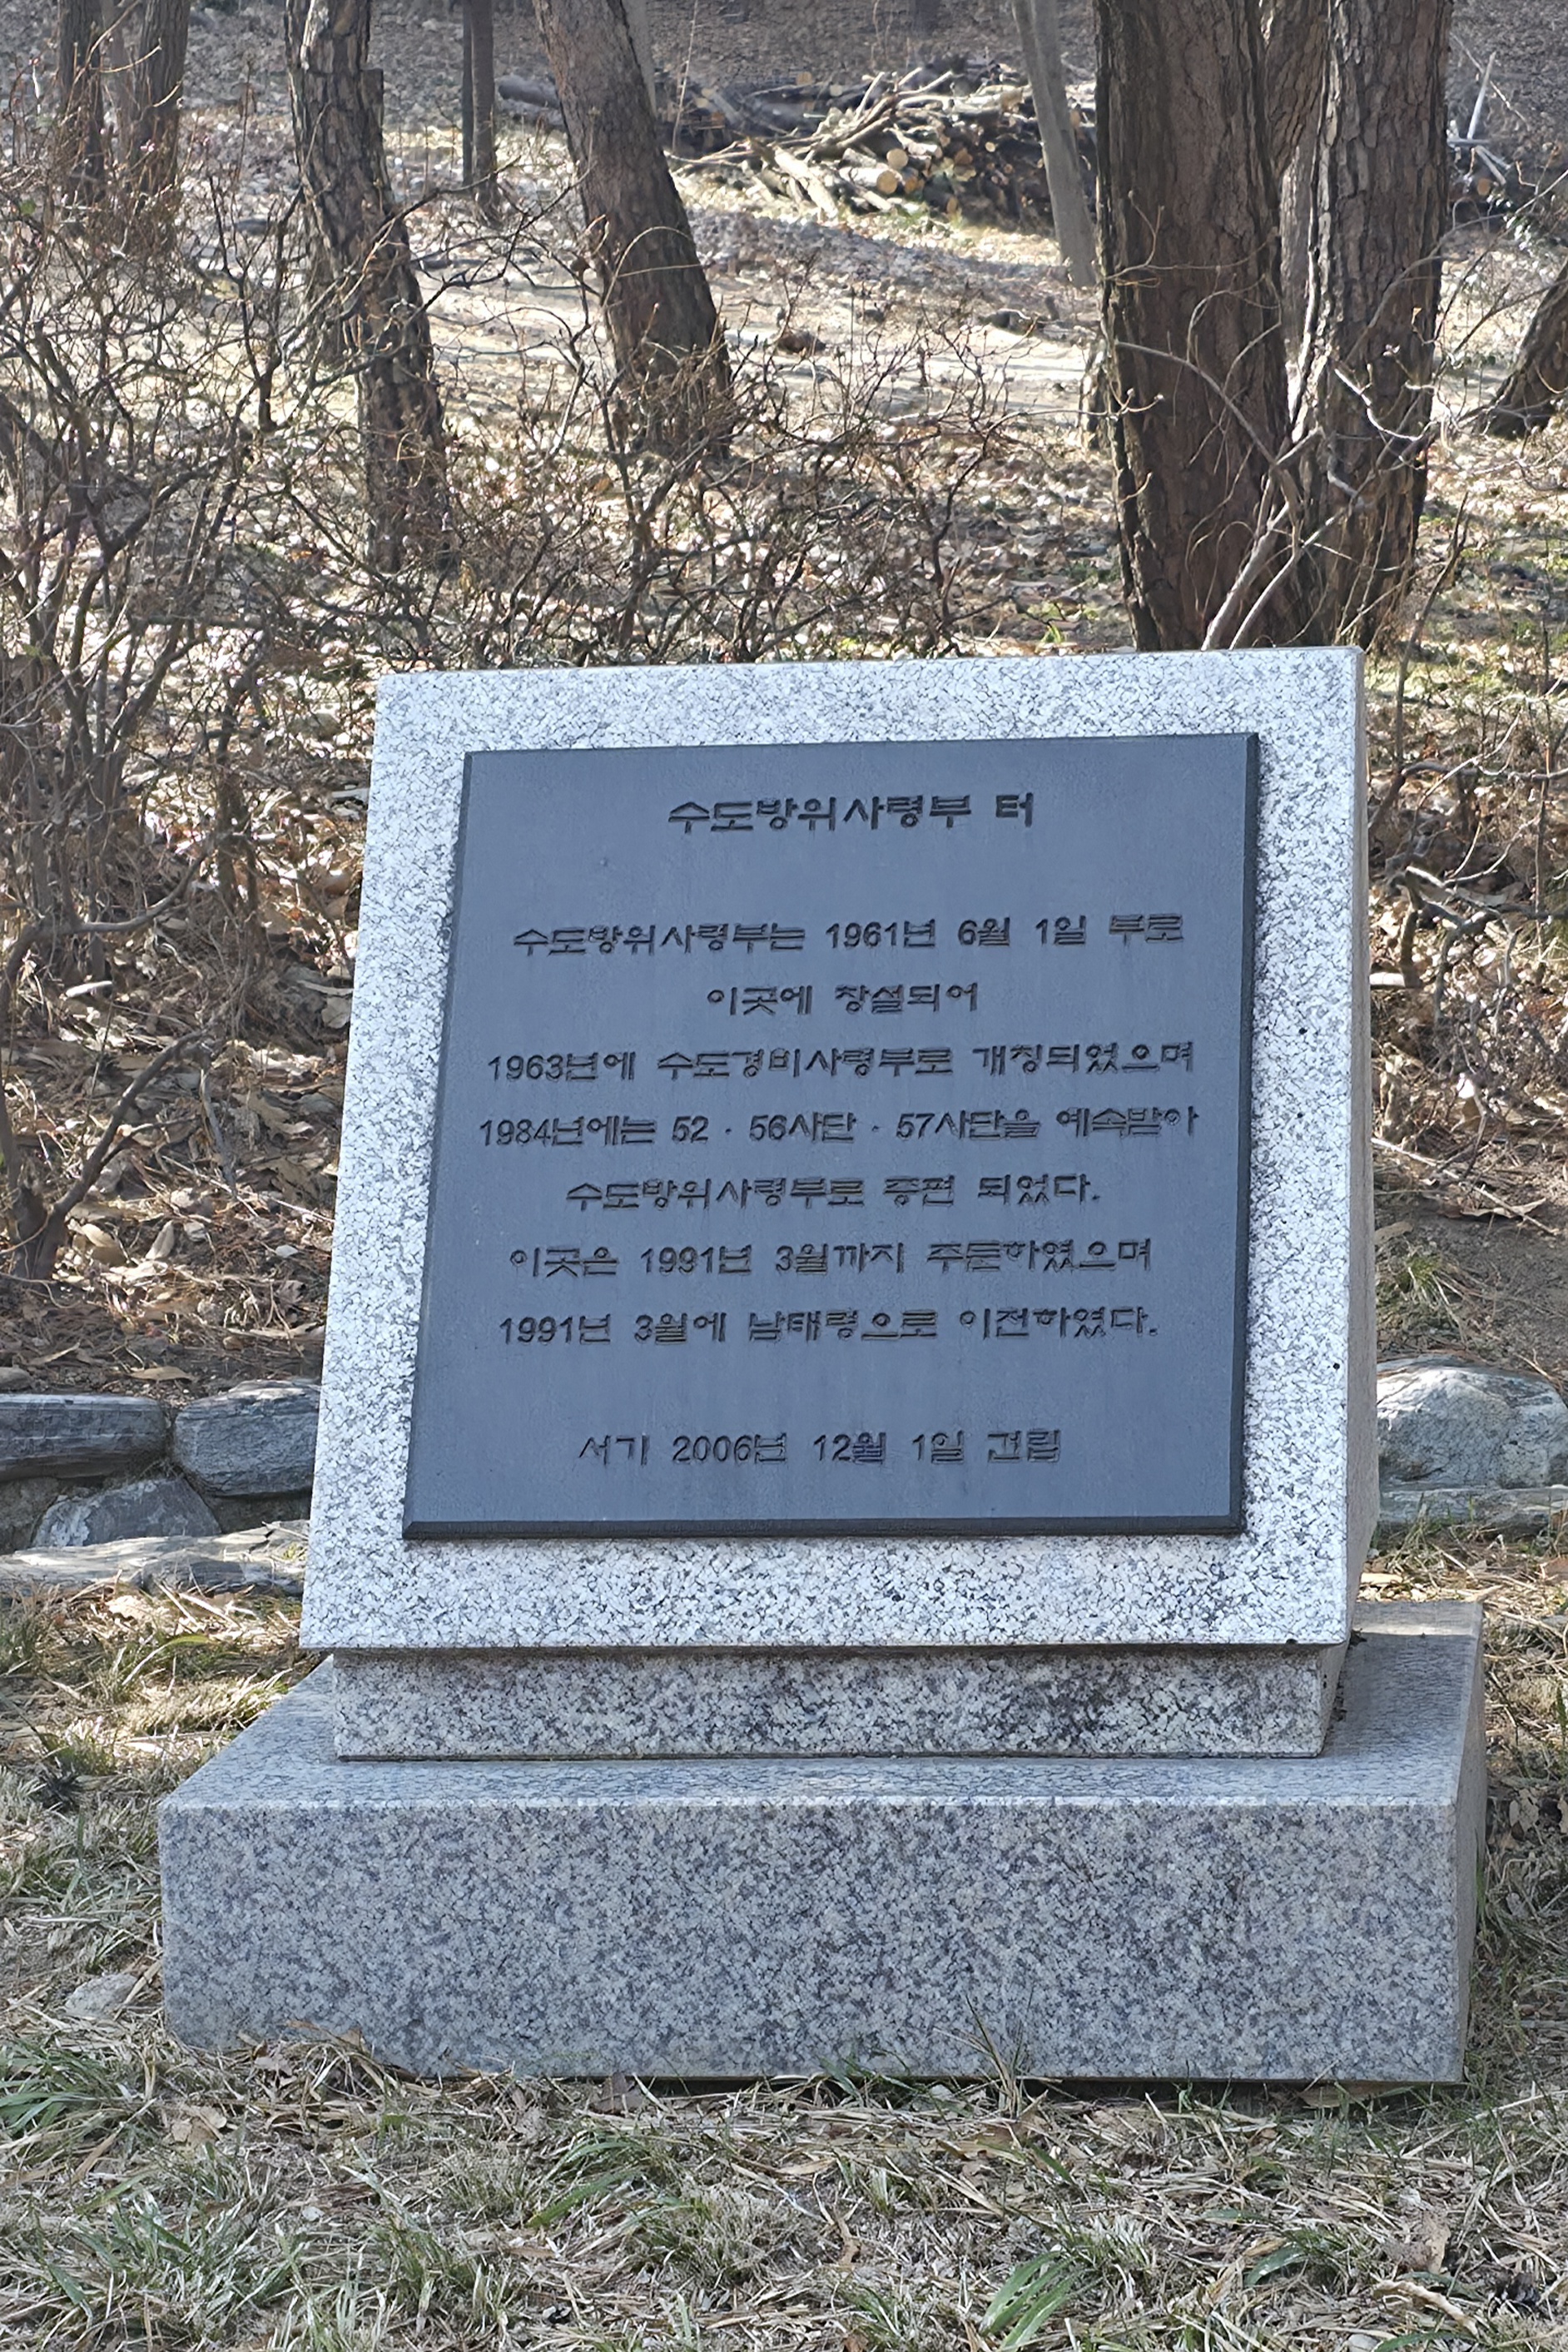 수도방위사령부 터
수도방위사령부는 1961년 6월 1일 부로
이곳에 창설되어
1963년에 수도경비사령부로 개칭되었으며
1984년에는 52 · 56사단 · 57사단을 예속받아
수도방위사령부로 증편 되었다.
이곳은 1991년 3월까지 주둔하였으며
1991년 3월에 남태령으로 이전하였다.
서기 2006년 12월 1일 건립